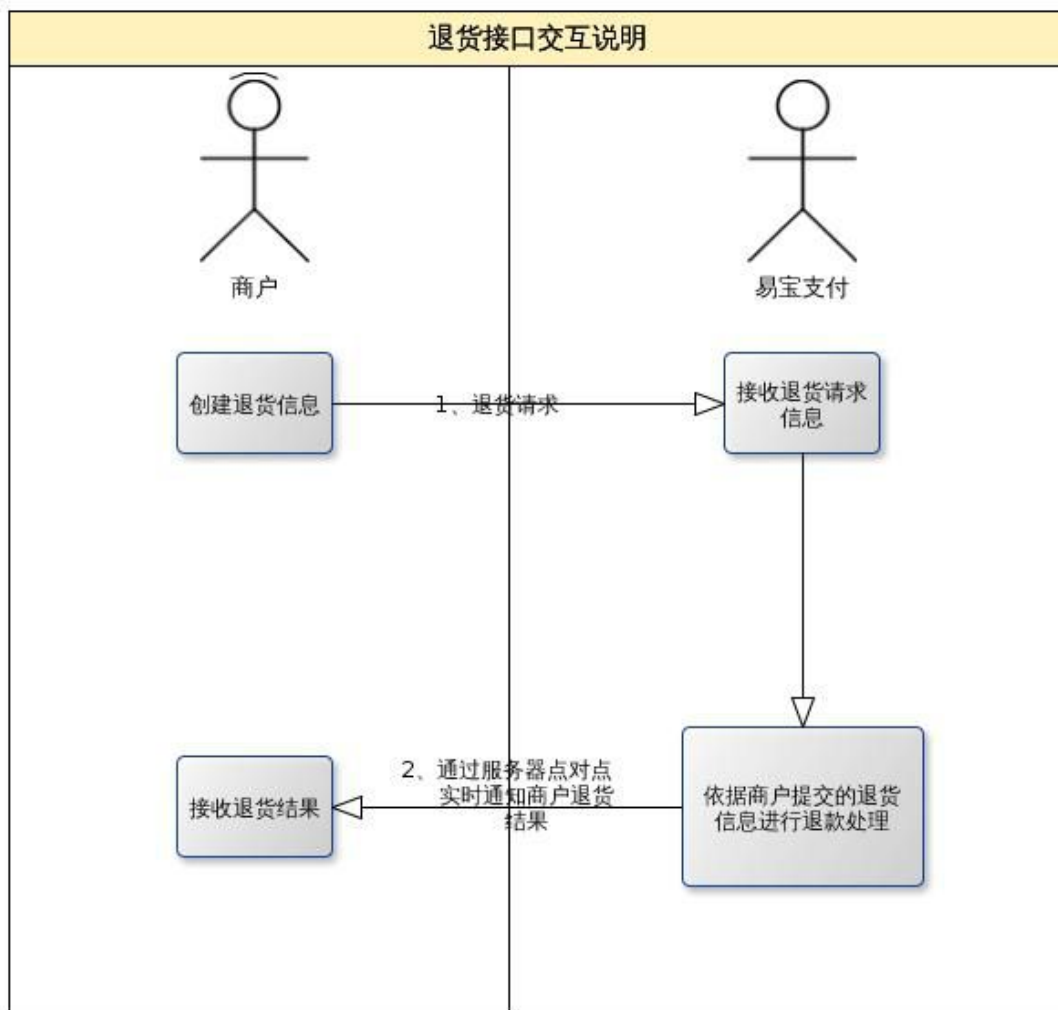 退货接口交互说明
商户
易宝支付
创建退货信息
1、退货请求
接收退货请求
信息
接收退货结果
2、通过服务器点对点
实时通知商户退货
结果
依据商户提交的退货
信息进行退款处理